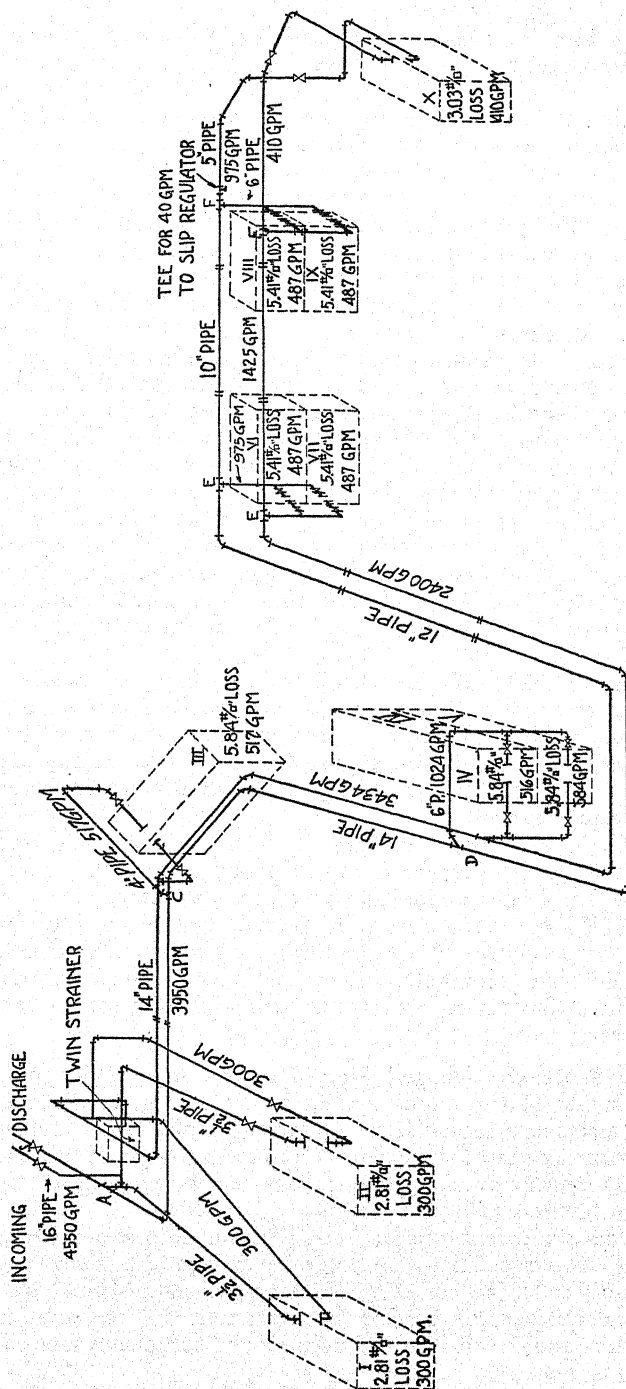 INCOMING
DISCHARGE
16" PIPE
4550 GPM
TWIN STRAINER
A
3½" PIPE
300 GPM
3½" PIPE
300 GPM
I
2.81#/□"
LOSS
300 GPM.
II
2.81#/□"
LOSS
300 GPM
14" PIPE
3950 GPM
4" PIPE 517 GPM
C
III
5.84#/□" LOSS
517 GPM
14" PIPE
3434 GPM
D
6" P. 1024 GPM
IV
5.84#/□"
516 GPM
5.84#/□" LOSS
584 GPM
12" PIPE
2400 GPM
E
E
975 GPM
VI
5.41#/□" LOSS
487 GPM
VII
5.41#/□" LOSS
487 GPM
10" PIPE
1425 GPM
TEE FOR 40 GPM
TO SLIP REGULATOR
F
F
VIII
5.41#/□" LOSS
487 GPM
IX
5.41#/□" LOSS
487 GPM
5" PIPE
975 GPM
6" PIPE
410 GPM
X
3.03#/□"
LOSS
410 GPM